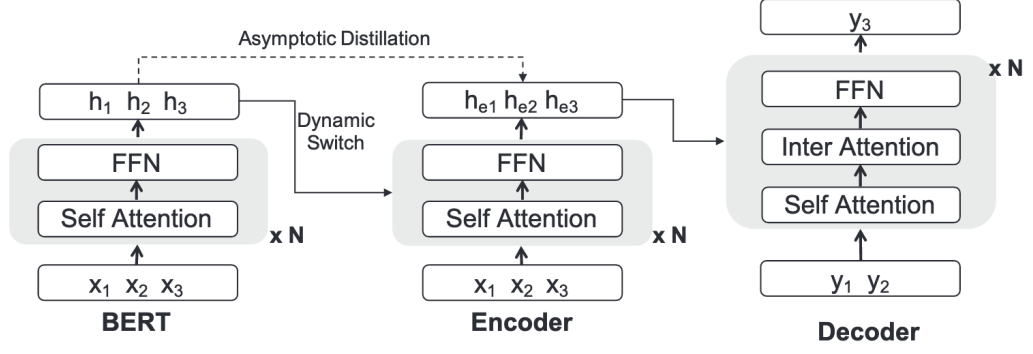 Asymptotic Distillation
h₁ h₂ h₃
FFN
Self Attention
x N
x₁ x₂ x₃
BERT
Dynamic
Switch
hₑ₁ hₑ₂ hₑ₃
FFN
Self Attention
x N
x₁ x₂ x₃
Encoder
y₃
x N
FFN
Inter Attention
Self Attention
y₁ y₂
Decoder